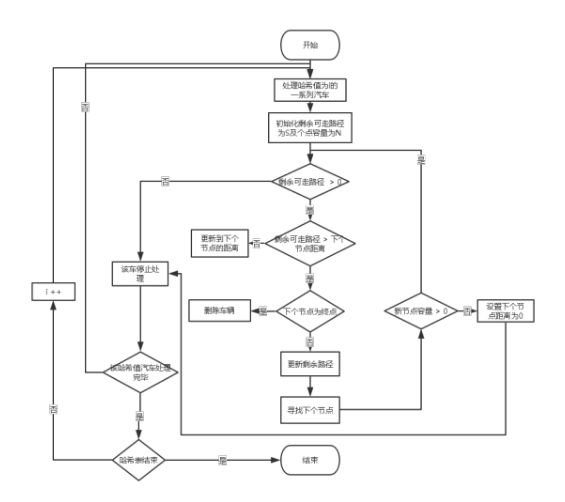 开始
处理哈希值为i的
一系列汽车
初始化剩余可走路径
为S及个点容量为N
否
是
剩余可走路径 > 0
否
是
更新到下个
节点的距离
否
剩余可走路径 > 下个
节点距离
该车停止处
理
是
i ++
删除车辆
是
下个节点为终点
新节点容量 > 0
否
设置下个节
点距离为0
否
该哈希值汽车处理
完毕
更新剩余路径
寻找下个节点
否
是
哈希表结束
是
结束